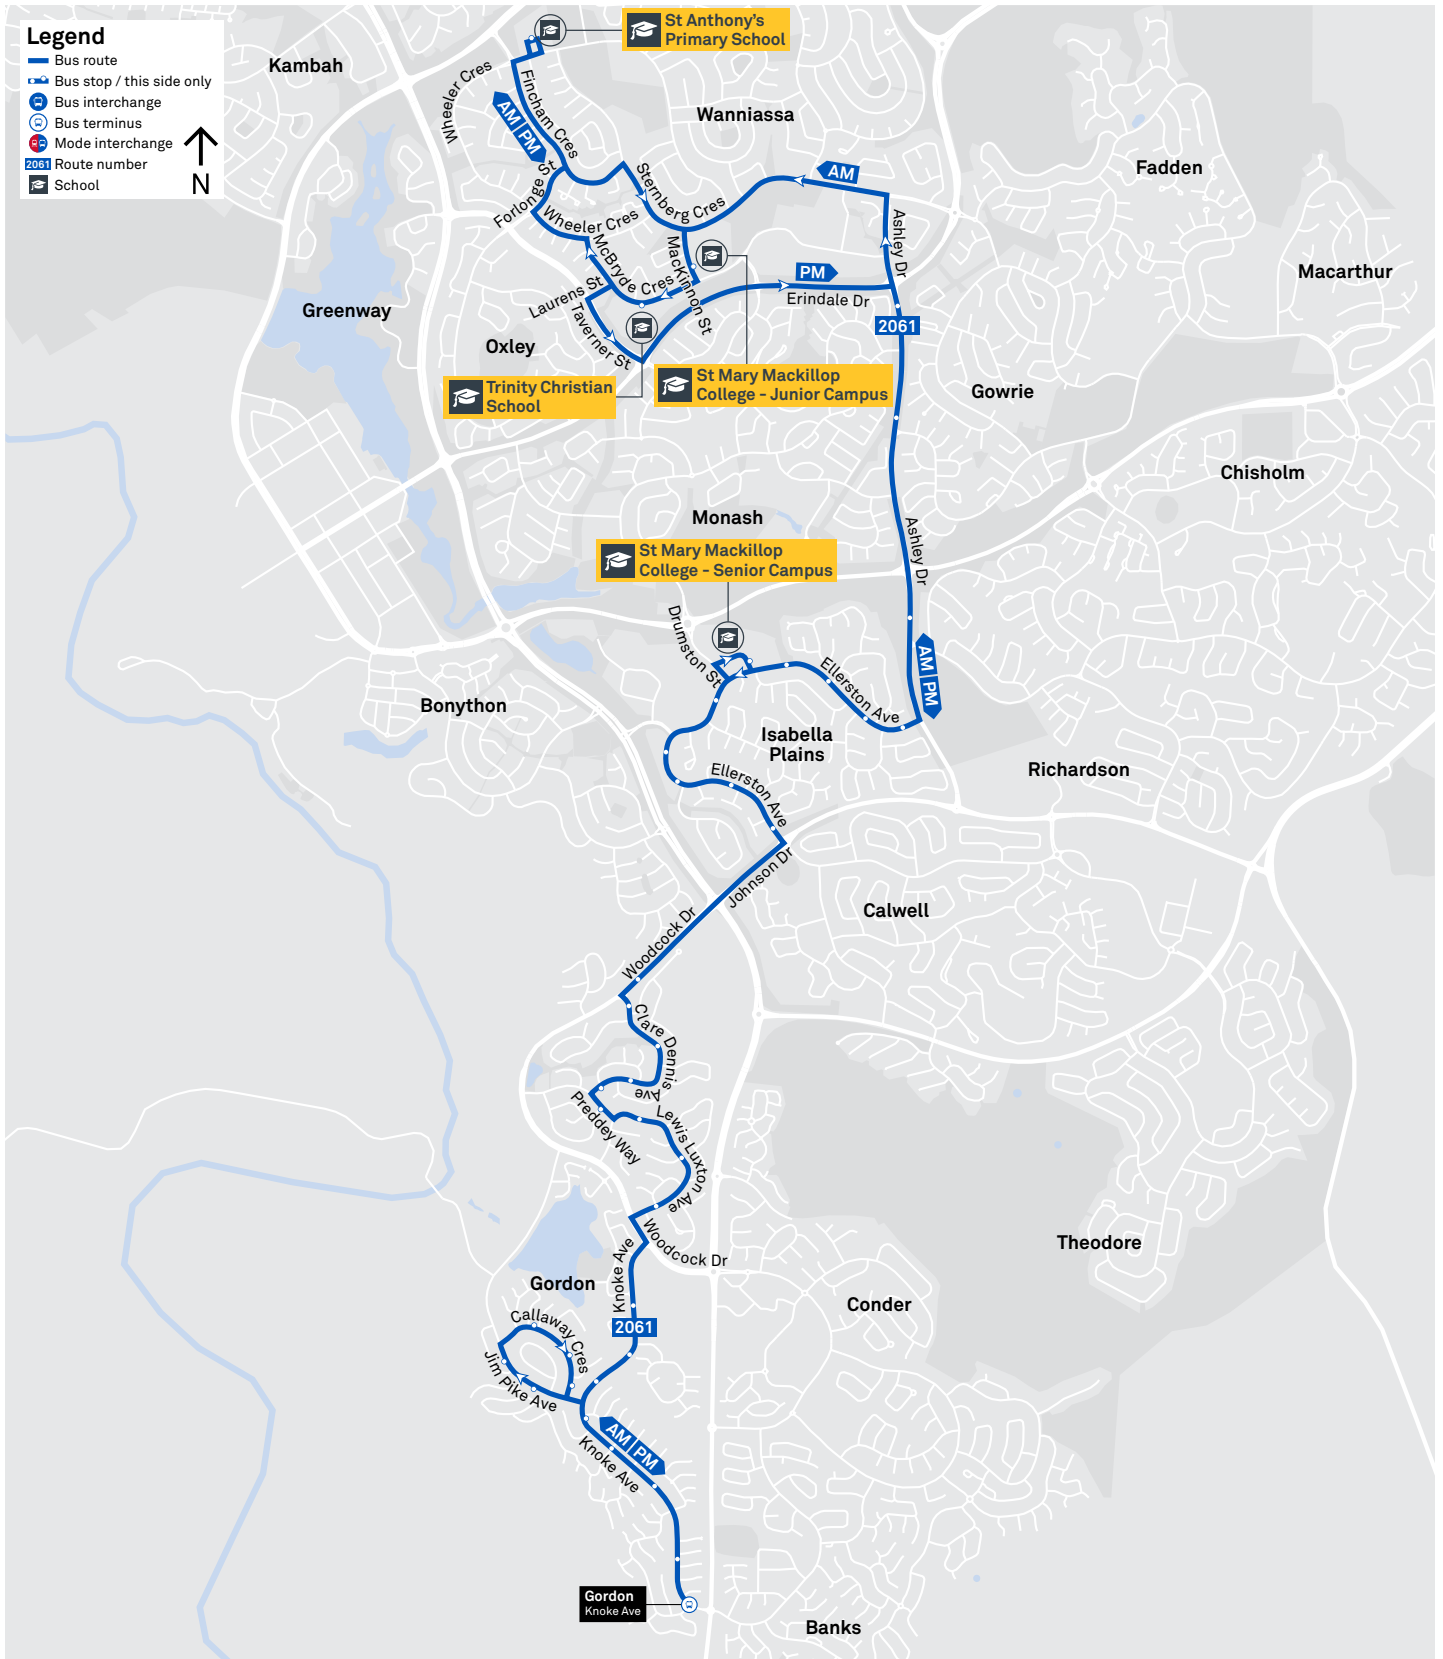 Legend
Bus route
Bus stop / this side only
Bus interchange
Bus terminus
Mode interchange
2061 Route number
School
N
St Anthony's
Primary School
Kambah
Wheeler Cres
Fincham Cres
AM | PM
Wanniassa
Fadden
AM
Forlonge St
Sternberg Cres
Wheeler Cres
Ashley Dr
MacKinnon St
McBryde Cres
Macarthur
PM
Laurens St
Erindale Dr
Greenway
Taverner St
2061
Oxley
St Mary Mackillop
College - Junior Campus
Trinity Christian
School
Gowrie
Chisholm
Monash
Ashley Dr
St Mary Mackillop
College - Senior Campus
Drumston St
AM | PM
Ellerston Ave
Bonython
Isabella
Plains
Richardson
Ellerston Ave
Johnson Dr
Calwell
Woodcock Dr
Clare Dennis Ave
Preddey Way
Lewis Luxton Ave
Woodcock Dr
Theodore
Knoke Ave
Gordon
Conder
Callaway Cres
2061
Jim Pike Ave
AM | PM
Knoke Ave
Gordon
Knoke Ave
Banks